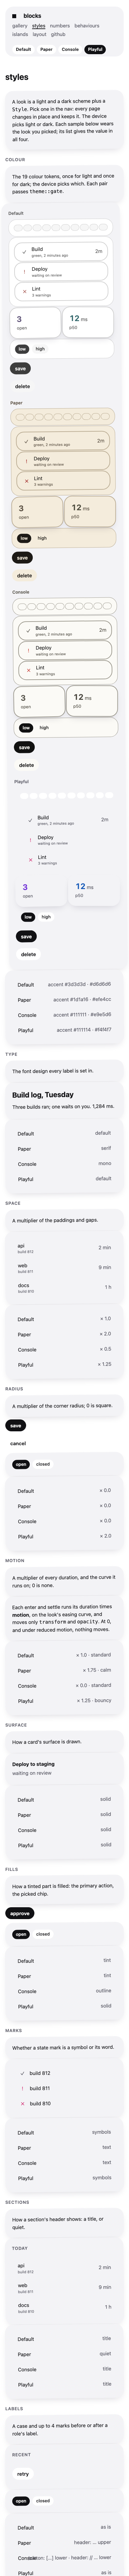 blocks
gallery styles numbers behaviours
islands layout github
Default Paper Console Playful
styles
A look is a light and a dark scheme plus a
Style. Pick one in the nav: every page
changes in place and keeps it. The device
picks light or dark. Each sample below wears
the look you picked; its list gives the value in
all four.
COLOUR
The 19 colour tokens, once for light and once
for dark; the device picks which. Each pair
passes theme::gate.
Default
Build
green, 2 minutes ago
2m
Deploy
waiting on review
Lint
3 warnings
3
open
12 ms
p50
low high
save
delete
Paper
Build
green, 2 minutes ago
2m
Deploy
waiting on review
Lint
3 warnings
3
open
12 ms
p50
low high
save
delete
Console
Build
green, 2 minutes ago
2m
Deploy
waiting on review
Lint
3 warnings
3
open
12 ms
p50
low high
save
delete
Playful
Build
green, 2 minutes ago
2m
Deploy
waiting on review
Lint
3 warnings
3
open
12 ms
p50
low high
save
delete
Default
Paper
Console
Playful
TYPE
The font design every label is set in.
Build log, Tuesday
Three builds ran; one waits on you. 1,284 ms.
Default default
Paper serif
Console mono
Playful default
SPACE
A multiplier of the paddings and gaps.
api
build 812
2 min
web
build 811
9 min
docs
build 810
1 h
Default × 1.0
Paper × 2.0
Console × 0.5
Playful × 1.25
RADIUS
A multiplier of the corner radius; 0 is square.
save
cancel
open closed
Default × 0.0
Paper × 0.0
Console × 0.0
Playful × 2.0
MOTION
A multiplier of every duration, and the curve it
runs on; 0 is none.
Each enter and settle runs its duration times
motion, on the look's easing curve, and
moves only transform and opacity. At 0,
and under reduced motion, nothing moves.
Default × 1.0 · standard
Paper × 1.75 · calm
Console × 0.0 · standard
Playful × 1.25 · bouncy
SURFACE
How a card's surface is drawn.
Deploy to staging
waiting on review
Default solid
Paper solid
Console solid
Playful solid
FILLS
How a tinted part is filled: the primary action,
the picked chip.
approve
open closed
Default tint
Paper tint
Console outline
Playful solid
MARKS
Whether a state mark is a symbol or its word.
build 812
build 811
build 810
Default symbols
Paper text
Console text
Playful symbols
SECTIONS
How a section's header shows: a title, or
quiet.
TODAY
api
build 812
2 min
web
build 811
9 min
docs
build 810
1 h
Default title
Paper quiet
Console title
Playful title
LABELS
A case and up to 4 marks before or after a
role's label.
RECENT
retry
open closed
Default as is
Paper header: ... upper
Console [...] lower · header: // ... lower
Playful as is